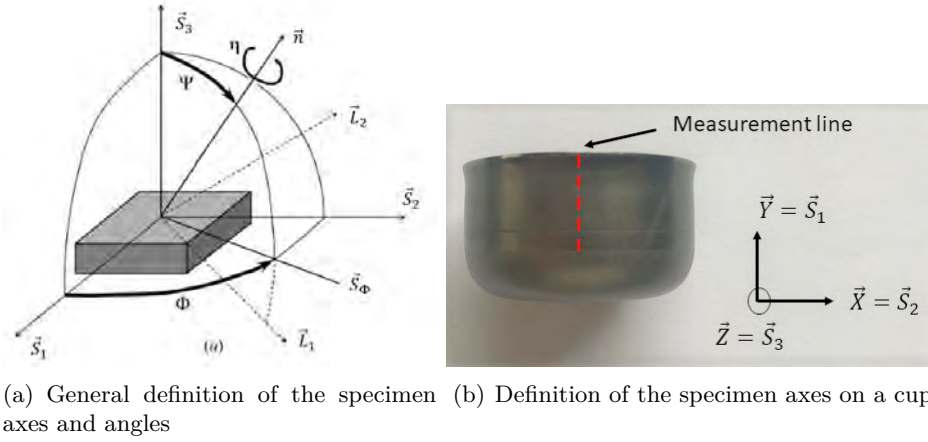 S⃗₃
η
n⃗
Ψ
L⃗₂
S⃗₂
Φ
S⃗_Φ
S⃗₁
(a)
L⃗₁
Measurement line
Y⃗ = S⃗₁
X⃗ = S⃗₂
Z⃗ = S⃗₃
(a) General definition of the specimen axes and angles
(b) Definition of the specimen axes on a cup